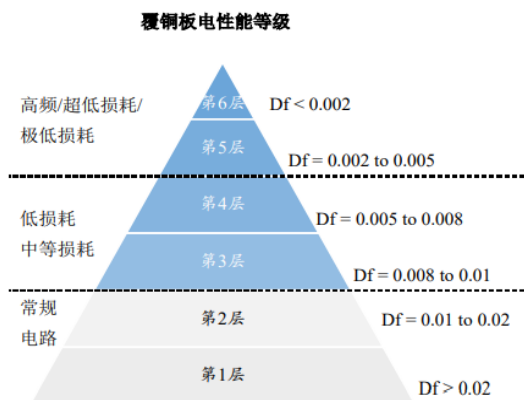 覆铜板电性能等级
高频/超低损耗/
极低损耗
第6层
Df < 0.002
第5层
Df = 0.002 to 0.005
低损耗
中等损耗
第4层
Df = 0.005 to 0.008
第3层
Df = 0.008 to 0.01
常规
电路
第2层
Df = 0.01 to 0.02
第1层
Df > 0.02